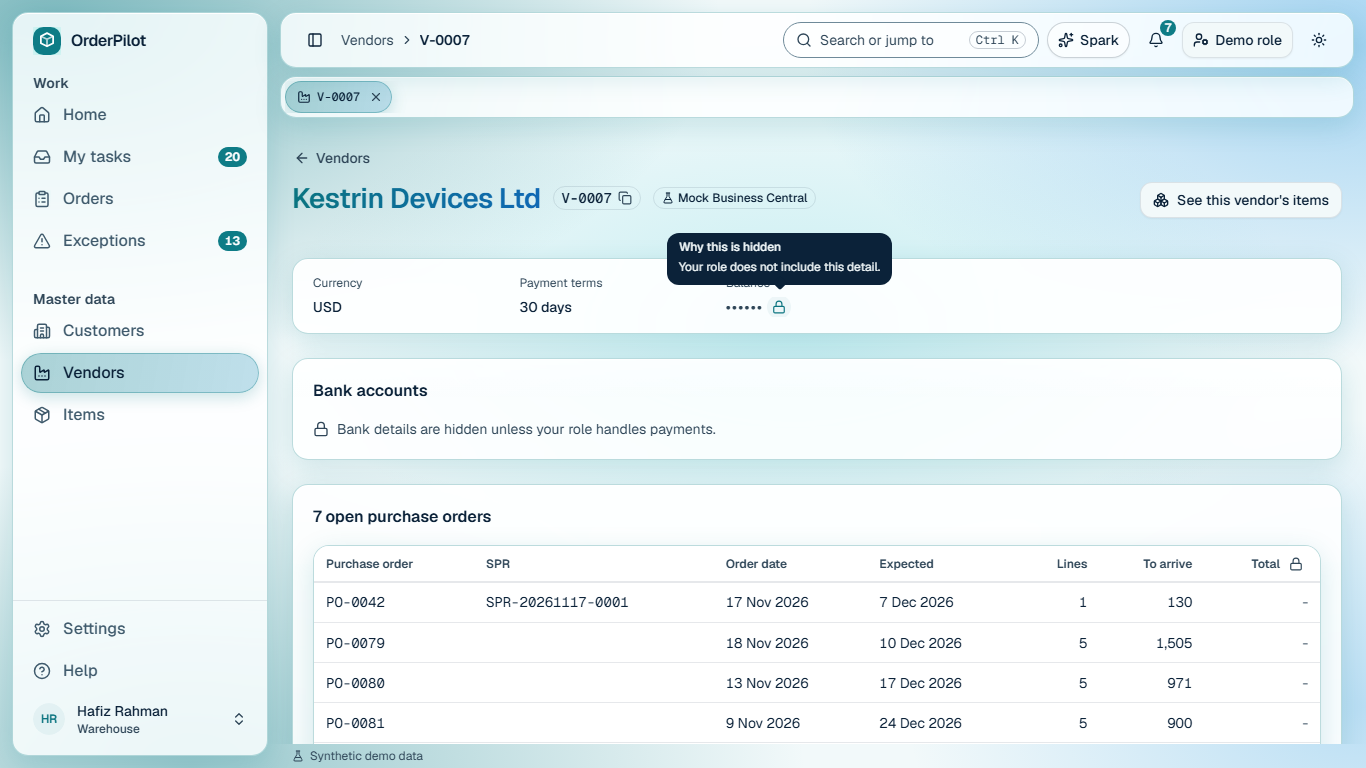 OrderPilot
Work
Home
My tasks 20
Orders
Exceptions 13
Master data
Customers
Vendors
Items
Settings
Help
HR Hafiz Rahman
Warehouse
Vendors > V-0007
Search or jump to Ctrl K
Spark
7
Demo role
V-0007
Vendors
Kestrin Devices Ltd V-0007 Mock Business Central
See this vendor's items
Why this is hidden
Your role does not include this detail.
Currency Payment terms Balance
USD 30 days ••••••
Bank accounts
Bank details are hidden unless your role handles payments.
7 open purchase orders
Purchase order SPR Order date Expected Lines To arrive Total
PO-0042 SPR-20261117-0001 17 Nov 2026 7 Dec 2026 1 130 -
PO-0079 18 Nov 2026 10 Dec 2026 5 1,505 -
PO-0080 13 Nov 2026 17 Dec 2026 5 971 -
PO-0081 9 Nov 2026 24 Dec 2026 5 900 -
Synthetic demo data